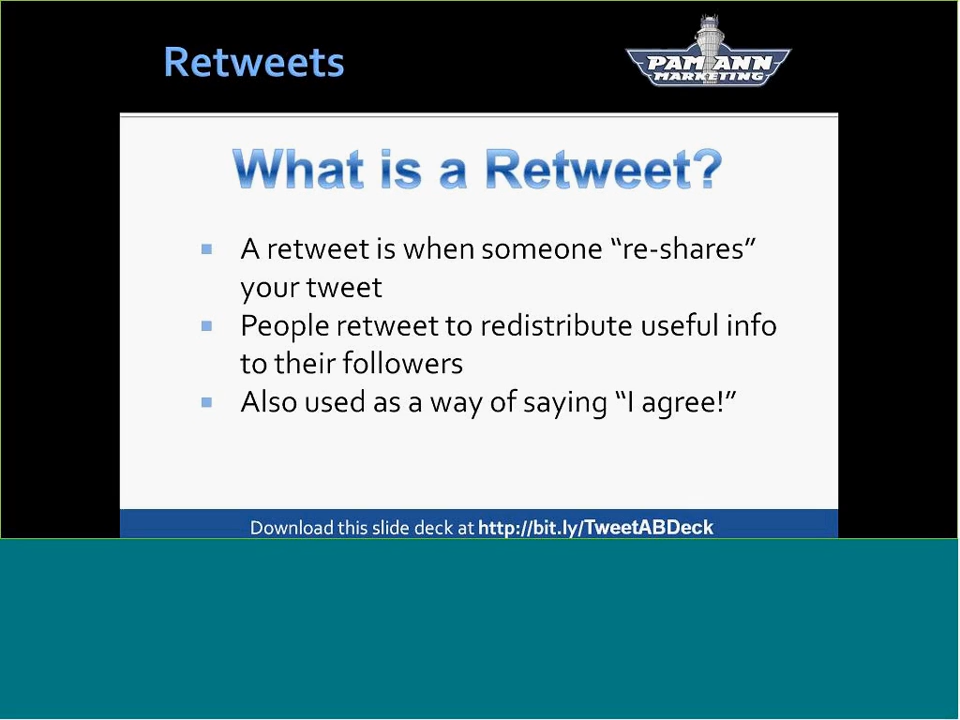 Retweets
PAM ANN
MARKETING
What is a Retweet?
A retweet is when someone “re-shares”
your tweet
People retweet to redistribute useful info
to their followers
Also used as a way of saying “I agree!”
Download this slide deck at http://bit.ly/TweetABDeck